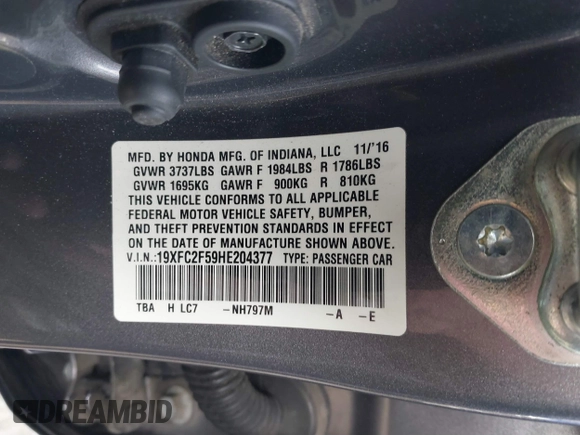 MFD. BY HONDA MFG. OF INDIANA, LLC 11/'16
GVWR 3737LBS GAWR F 1984LBS R 1786LBS
GVWR 1695KG GAWR F 900KG R 810KG
THIS VEHICLE CONFORMS TO ALL APPLICABLE
FEDERAL MOTOR VEHICLE SAFETY, BUMPER,
AND THEFT PREVENTION STANDARDS IN EFFECT
ON THE DATE OF MANUFACTURE SHOWN ABOVE.
V.I.N.:19XFC2F59HE204377 TYPE: PASSENGER CAR
TBA H LC7 -NH797M -A -E
DREAMBID